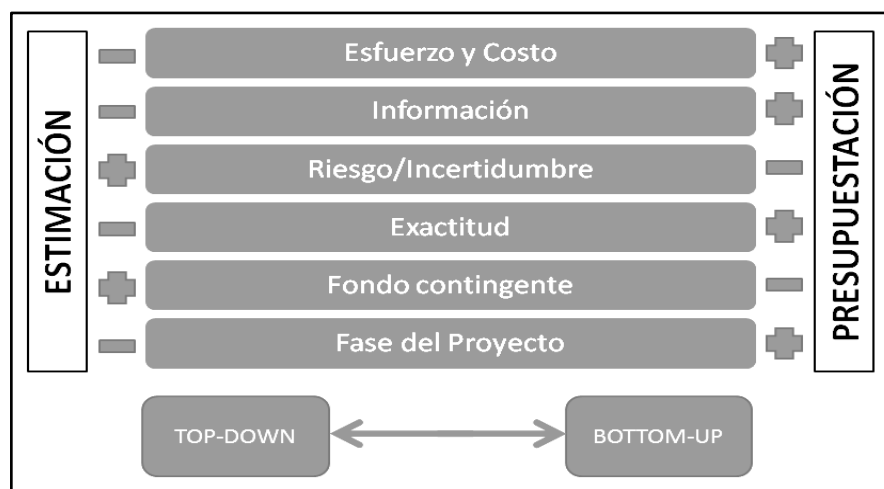 ESTIMACIÓN
Esfuerzo y Costo
Información
Riesgo/Incertidumbre
Exactitud
Fondo contingente
Fase del Proyecto
PRESUPUESTACIÓN
TOP-DOWN
BOTTOM-UP